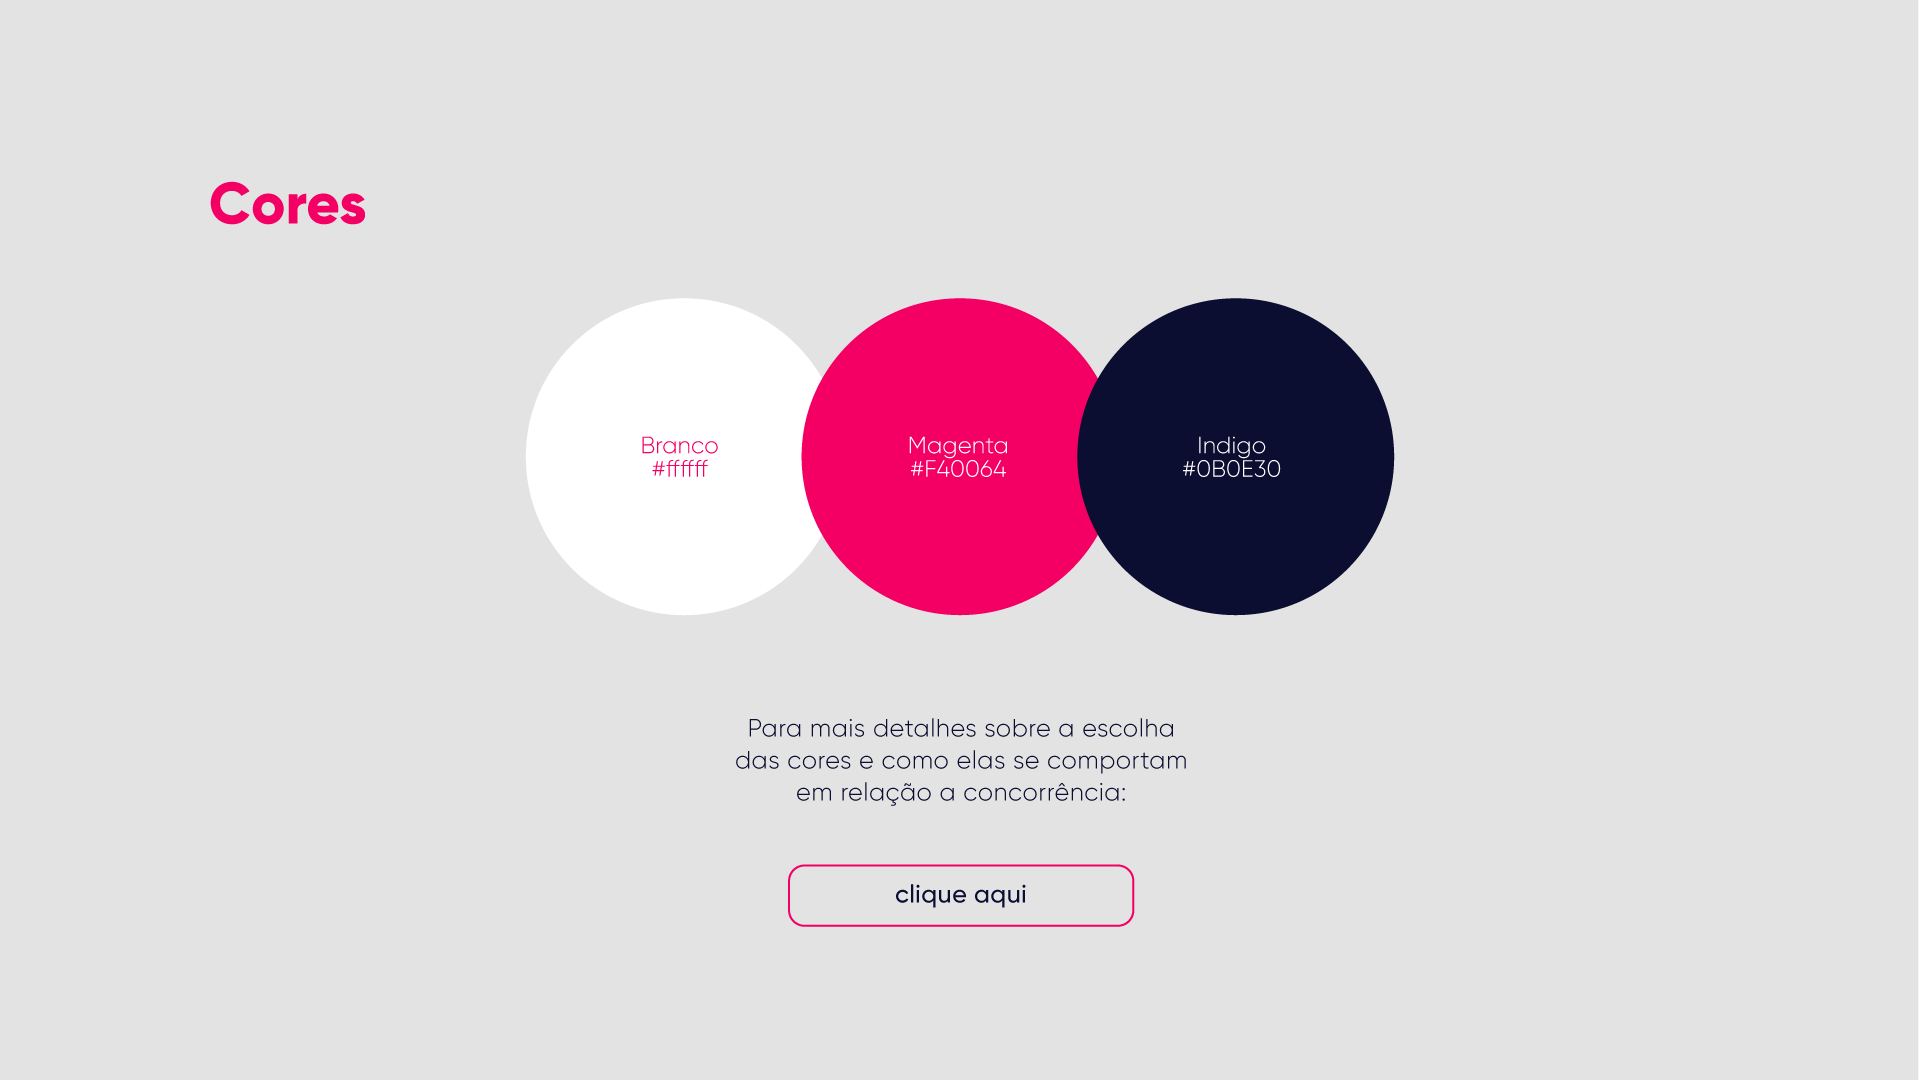 Cores
Branco
#ffffff
Magenta
#F40064
Indigo
#0B0E30
Para mais detalhes sobre a escolha
das cores e como elas se comportam
em relação a concorrência:
clique aqui